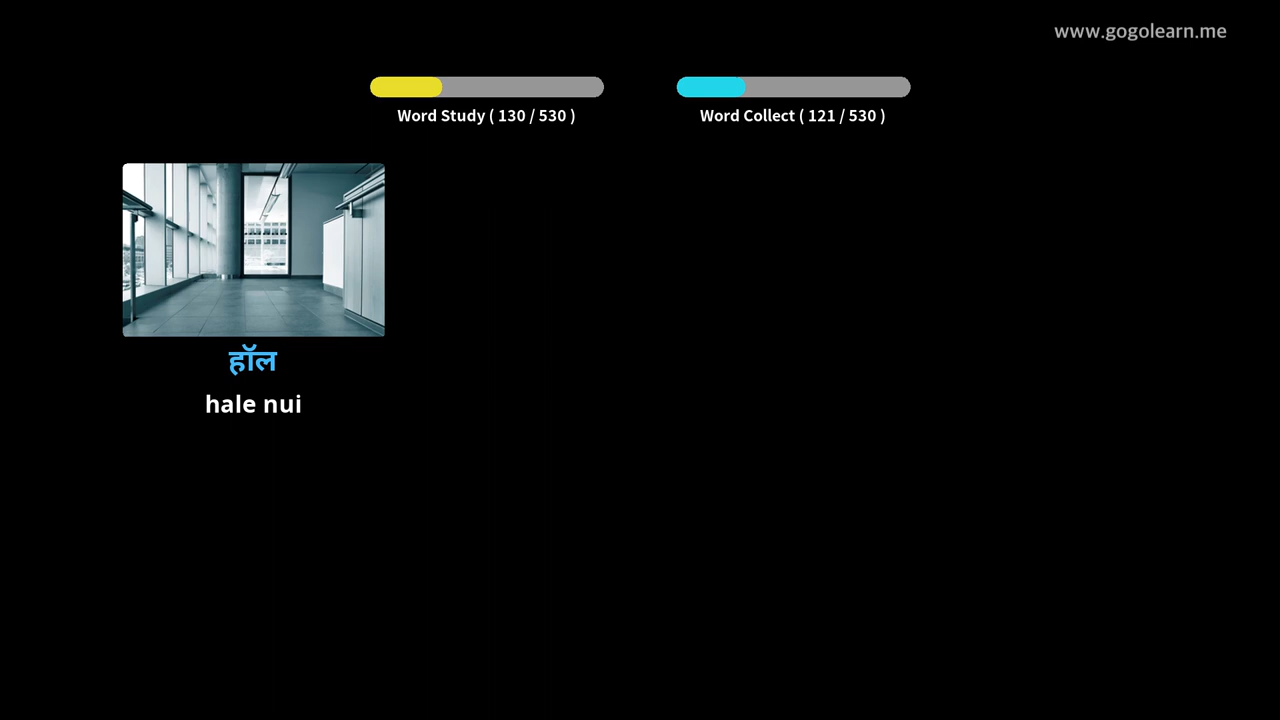 www.gogolearn.me
Word Study ( 130 / 530 )
Word Collect ( 121 / 530 )
हॉल
hale nui